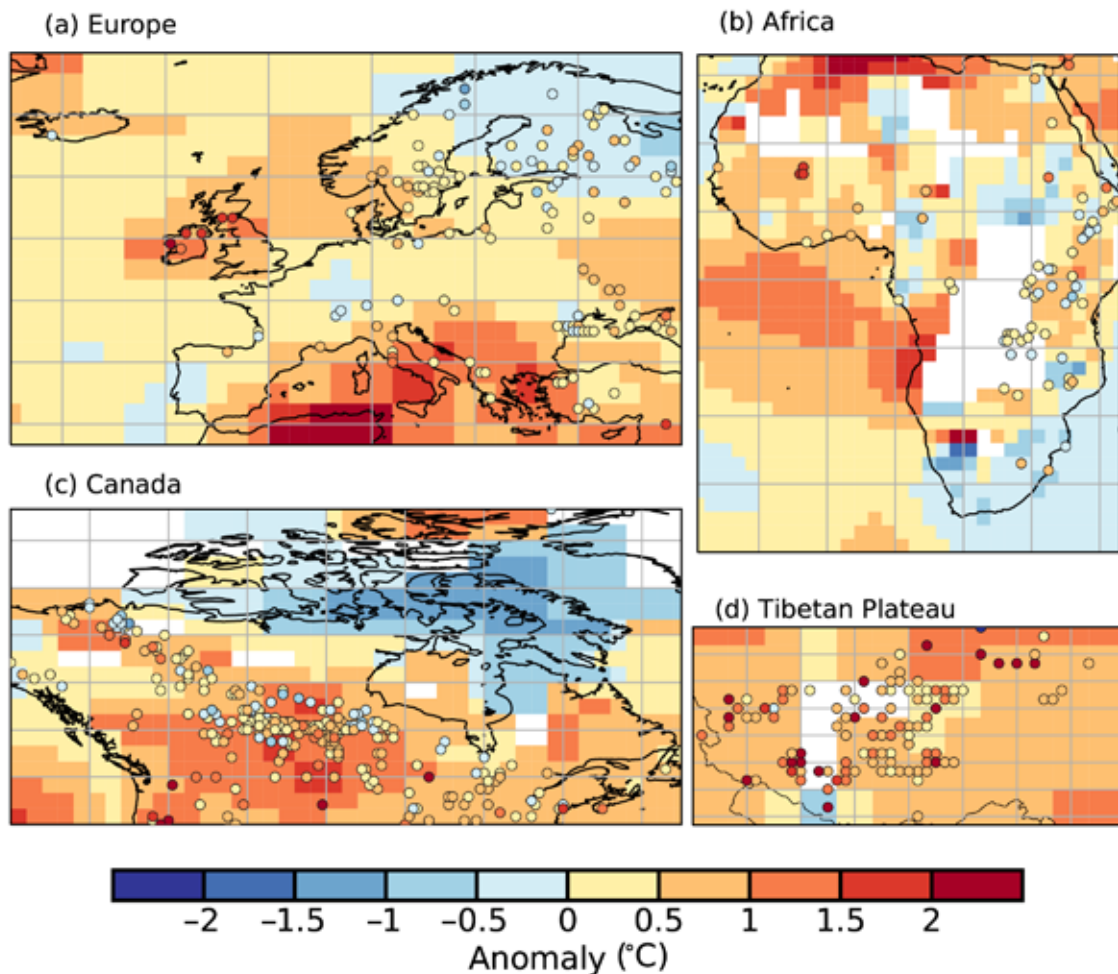 (a) Europe
(b) Africa
(c) Canada
(d) Tibetan Plateau
−2 −1.5 −1 −0.5 0 0.5 1 1.5 2
Anomaly (°C)